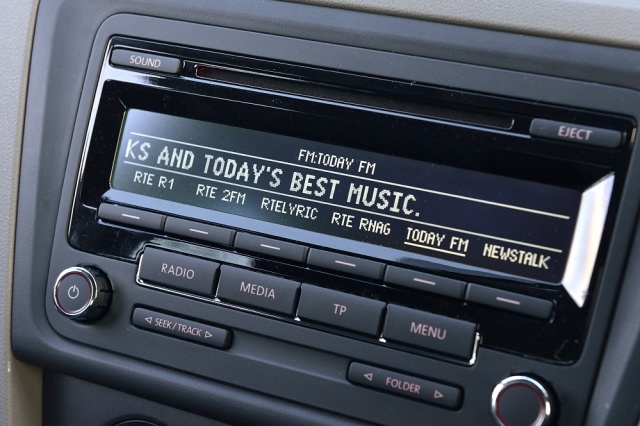 SOUND
EJECT
FM:TODAY FM
KS AND TODAY'S BEST MUSIC.
RTE R1 RTE 2FM RTELYRIC RTE RNAG TODAY FM NEWSTALK
RADIO MEDIA TP MENU
SEEK/TRACK
FOLDER